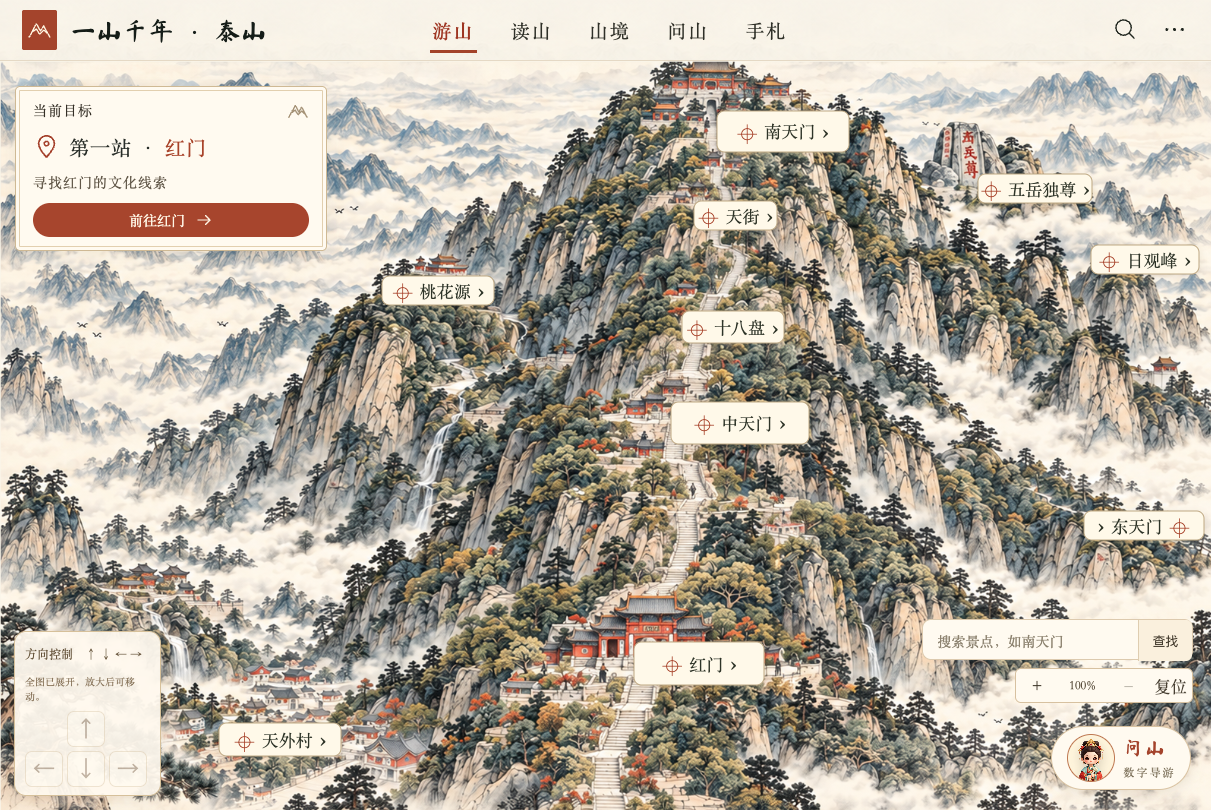 一山千年 · 泰山
游山 读山 山境 问山 手札
当前目标
第一站 · 红门
寻找红门的文化线索
前往红门 →
南天门 ›
五岳独尊
五岳独尊 ›
天街 ›
日观峰 ›
桃花源 ›
十八盘 ›
中天门 ›
› 东天门
搜索景点，如南天门 查找
方向控制 ↑ ↓ ← →
全图已展开，放大后可移
动。
红门 ›
+ 100% − 复位
↑
← ↓ →
天外村 ›
问山
数字导游